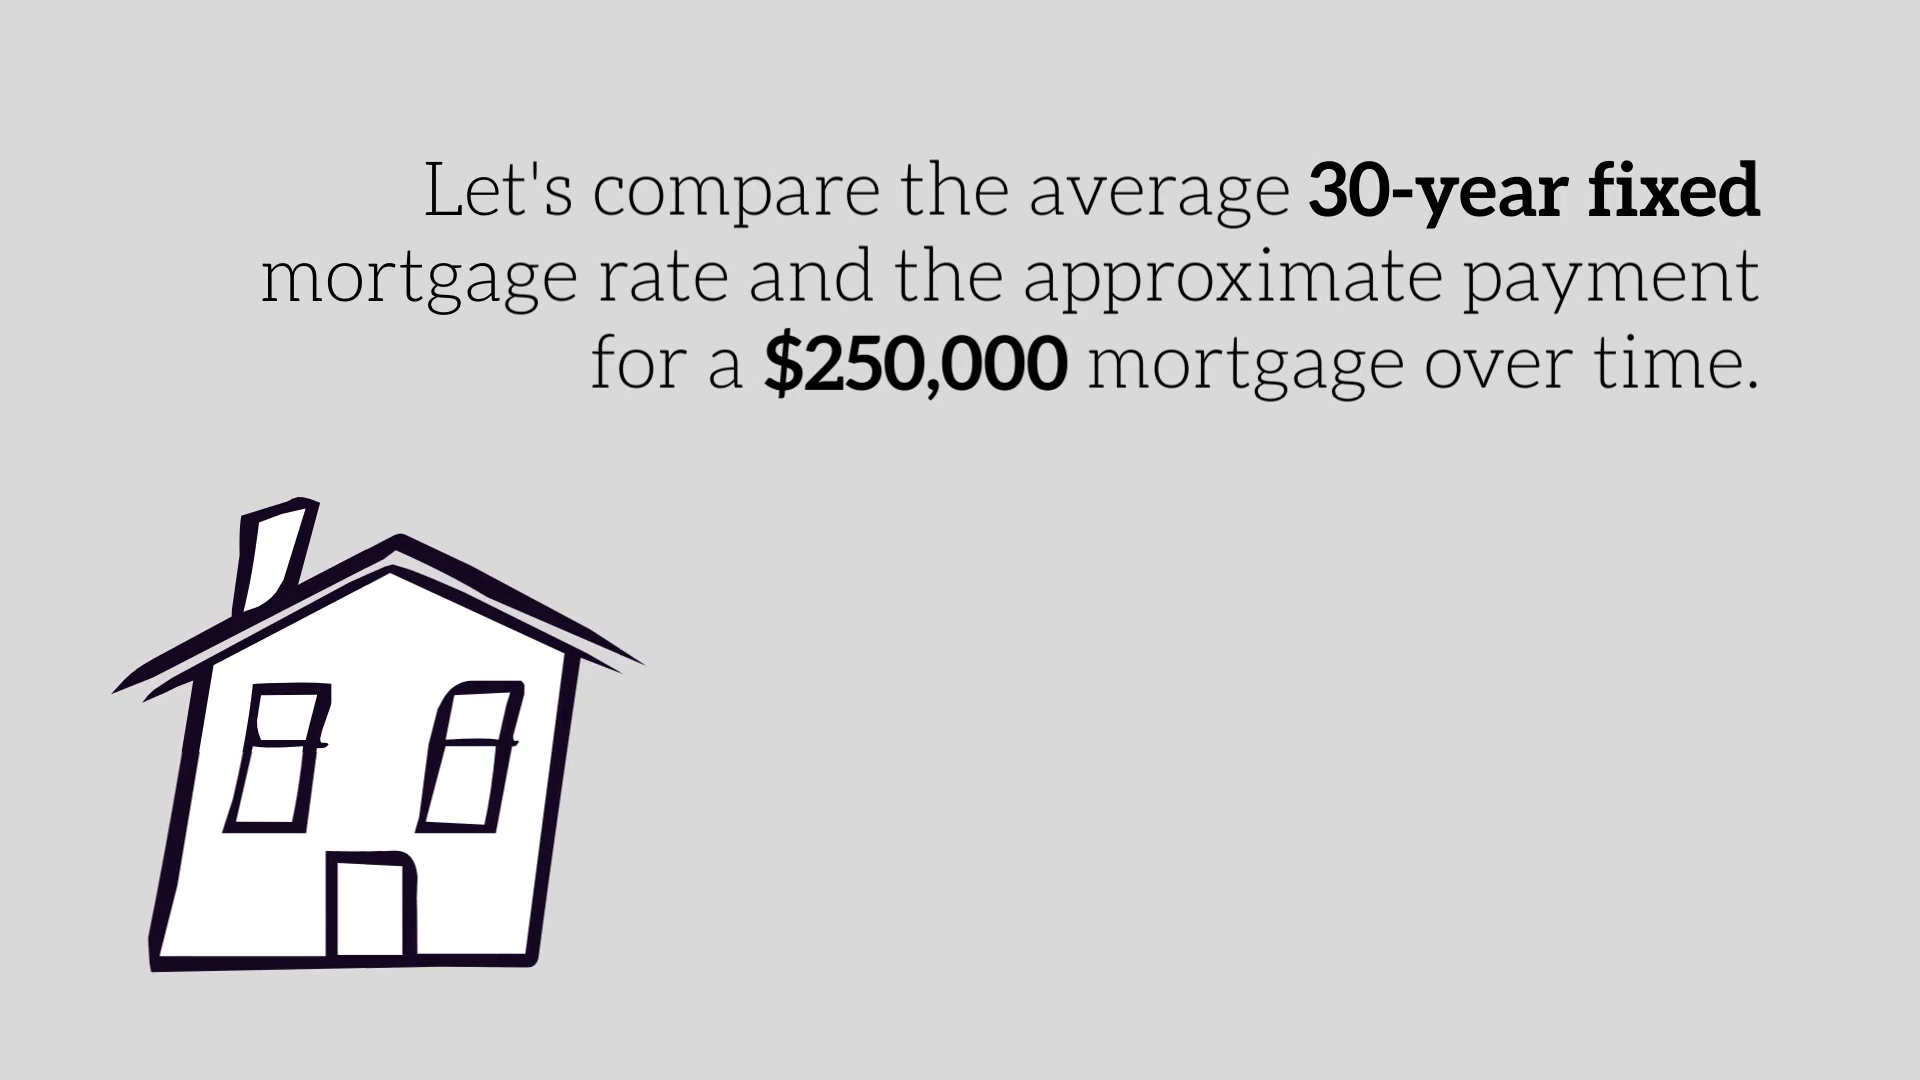 Let's compare the average 30-year fixed
mortgage rate and the approximate payment
for a $250,000 mortgage over time.